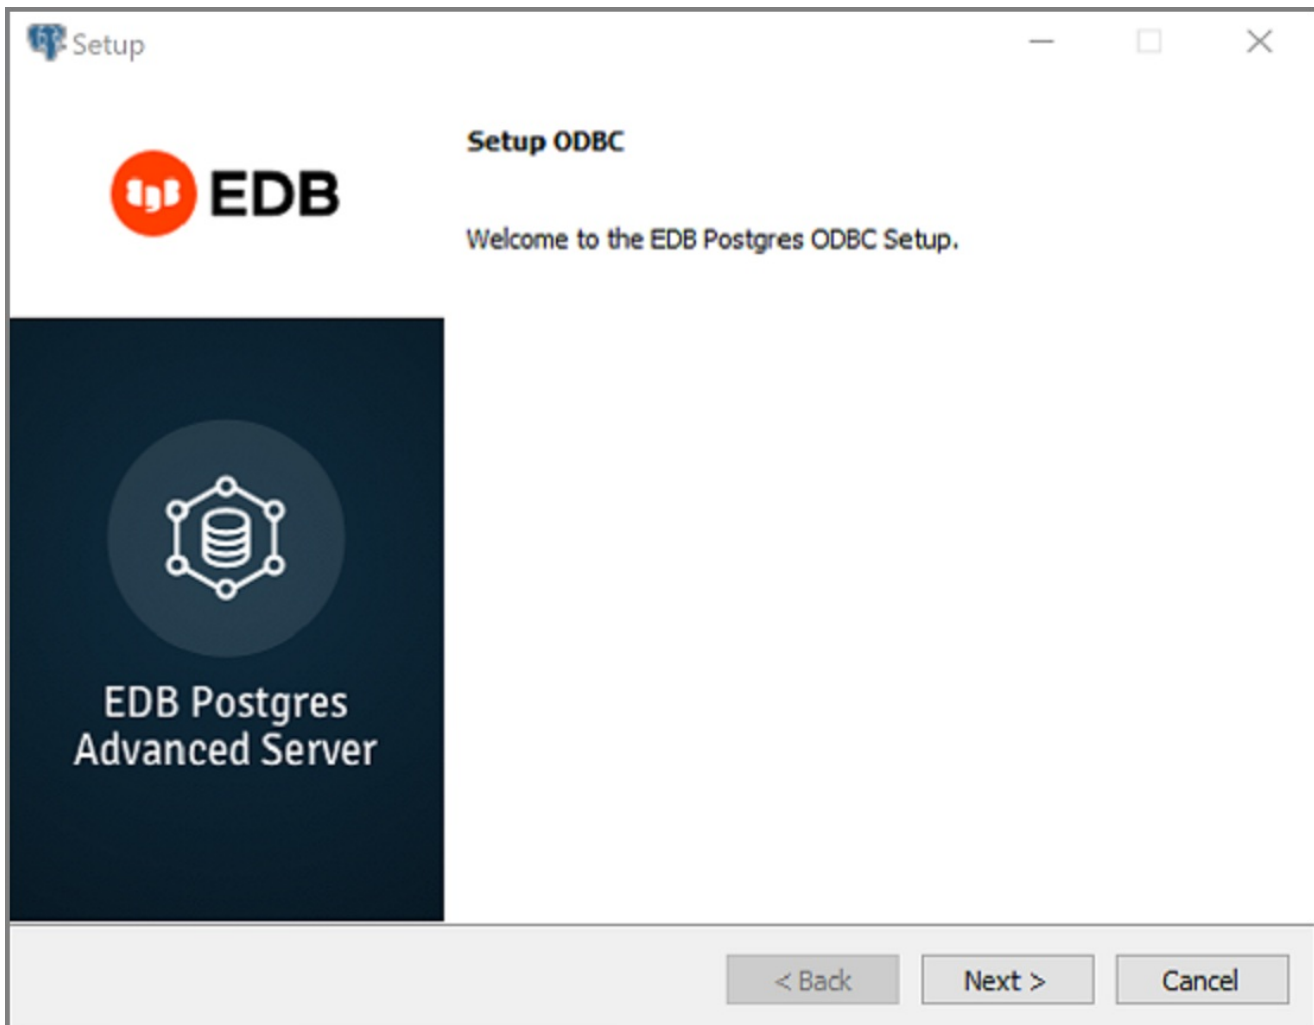 Setup
Setup ODBC
EDB
Welcome to the EDB Postgres ODBC Setup.
EDB Postgres
Advanced Server
< Back
Next >
Cancel